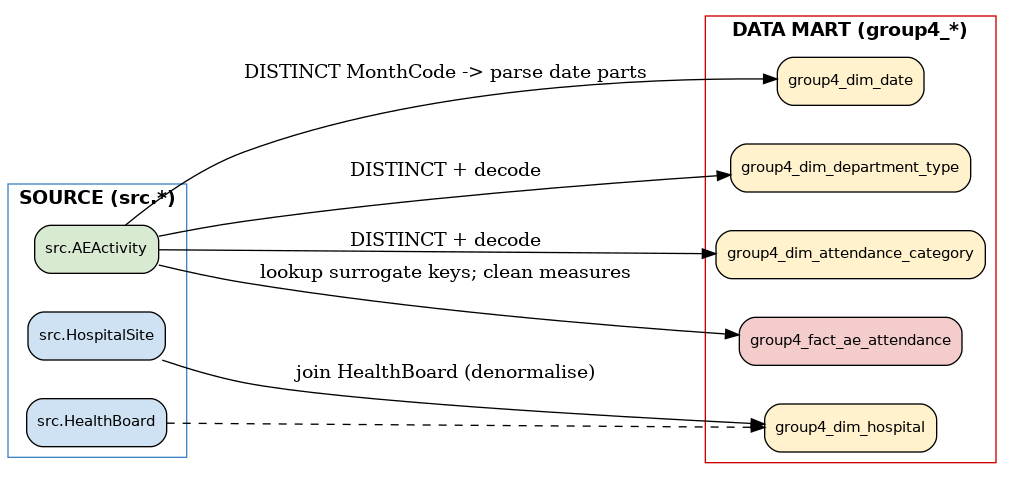 DATA MART (group4_*)
DISTINCT MonthCode -> parse date parts
group4_dim_date
DISTINCT + decode
group4_dim_department_type
SOURCE (src.*)
src.AEActivity
DISTINCT + decode
group4_dim_attendance_category
lookup surrogate keys; clean measures
src.HospitalSite
group4_fact_ae_attendance
join HealthBoard (denormalise)
src.HealthBoard
group4_dim_hospital